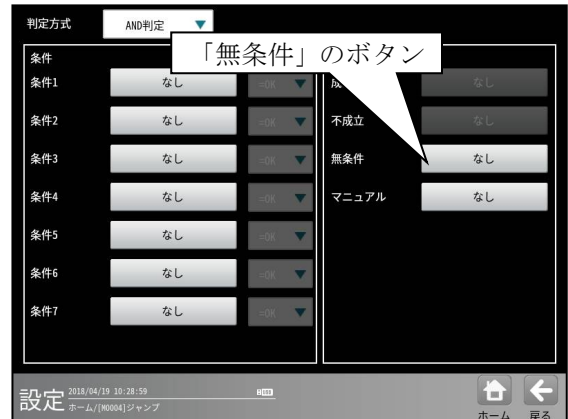 判定方式 AND判定 ▼
「無条件」のボタン
条件
条件1 なし =OK ▼
条件2 なし =OK ▼
条件3 なし =OK ▼
条件4 なし =OK ▼
条件5 なし =OK ▼
条件6 なし =OK ▼
条件7 なし =OK ▼
成 なし
不成立 なし
無条件 なし
マニュアル なし
設定 2018/04/19 10:28:59
ホーム/[M0004]ジャンプ
ホーム 戻る